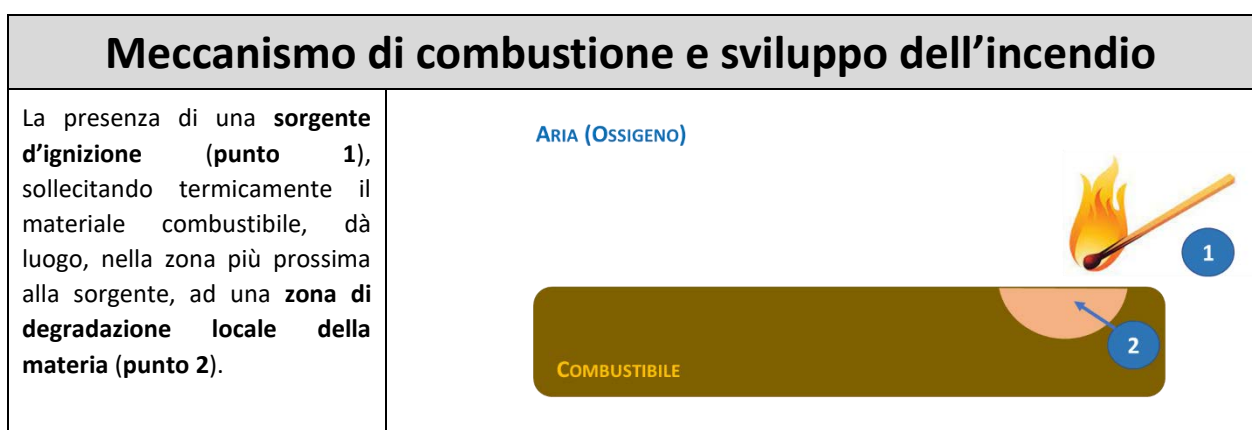 Meccanismo di combustione e sviluppo dell’incendio
La presenza di una sorgente
d’ignizione (punto 1),
sollecitando termicamente il
materiale combustibile, dà
luogo, nella zona più prossima
alla sorgente, ad una zona di
degradazione locale della
materia (punto 2).
ARIA (OSSIGENO)
1
2
COMBUSTIBILE